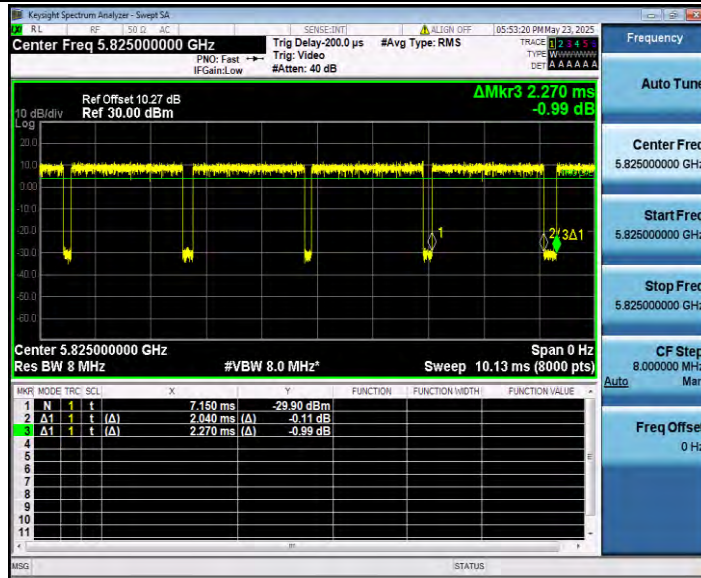 Keysight Spectrum Analyzer - Swept SA
RL RF 50 Ω AC SENSE:INT ALIGN OFF 05:53:20 PM May 23, 2025
Center Freq 5.825000000 GHz
PNO: Fast
IFGain:Low
Trig Delay-200.0 µs
Trig: Video
#Atten: 40 dB
#Avg Type: RMS
TRACE 1 2 3 4 5 6
TYPE WWWWWW
DET A A A A A A
Ref Offset 10.27 dB
Ref 30.00 dBm
10 dB/div
Log
ΔMkr3 2.270 ms
-0.99 dB
20.0
10.0
0.00
-10.0
-20.0
-30.0
-40.0
-50.0
-60.0
1
2/3Δ1
Center 5.825000000 GHz Span 0 Hz
Res BW 8 MHz #VBW 8.0 MHz* Sweep 10.13 ms (8000 pts)
MKR MODE TRC SCL X Y FUNCTION FUNCTION WIDTH FUNCTION VALUE
1 N 1 t 7.150 ms -29.90 dBm
2 Δ1 1 t (Δ) 2.040 ms (Δ) -0.11 dB
3 Δ1 1 t (Δ) 2.270 ms (Δ) -0.99 dB
4
5
6
7
8
9
10
11
MSG STATUS
Frequency
Auto Tune
Center Freq
5.825000000 GHz
Start Freq
5.825000000 GHz
Stop Freq
5.825000000 GHz
CF Step
8.000000 MHz
Auto Man
Freq Offset
0 Hz